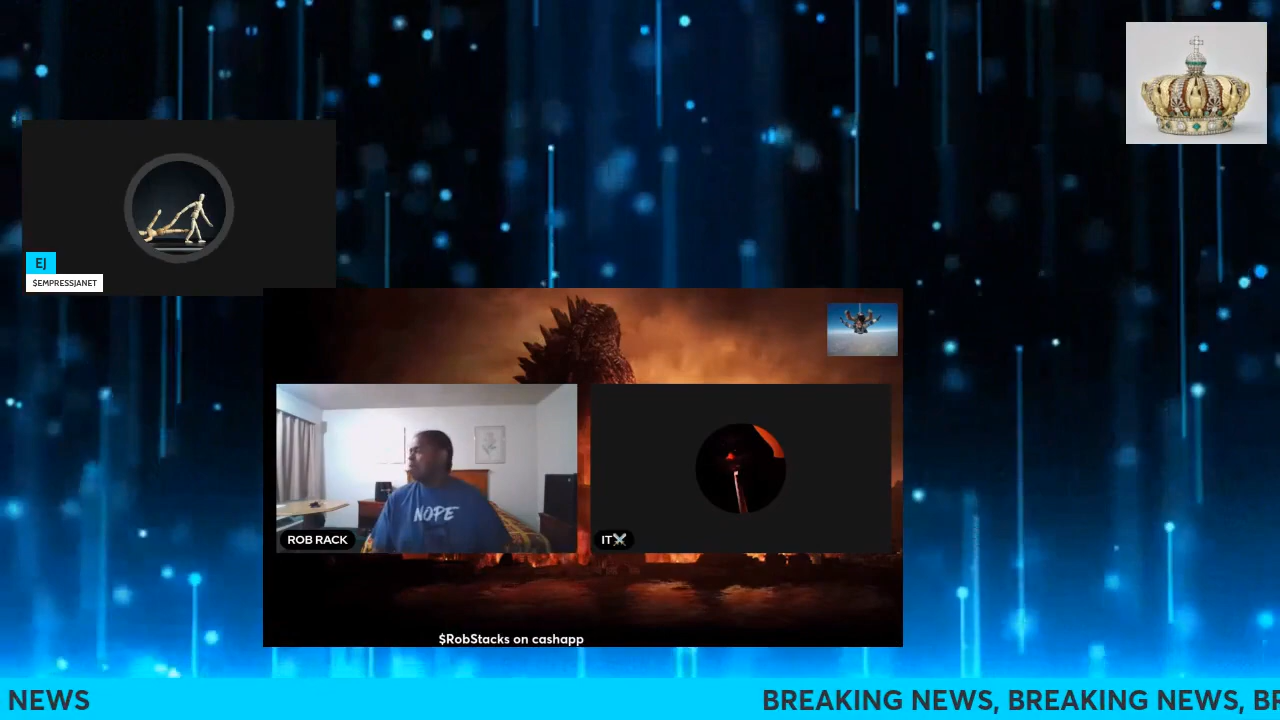 EJ
$EMPRESSJANET
NOPE
ROB RACK
IT⚔
$RobStacks on cashapp
NEWS
BREAKING NEWS, BREAKING NEWS, BR